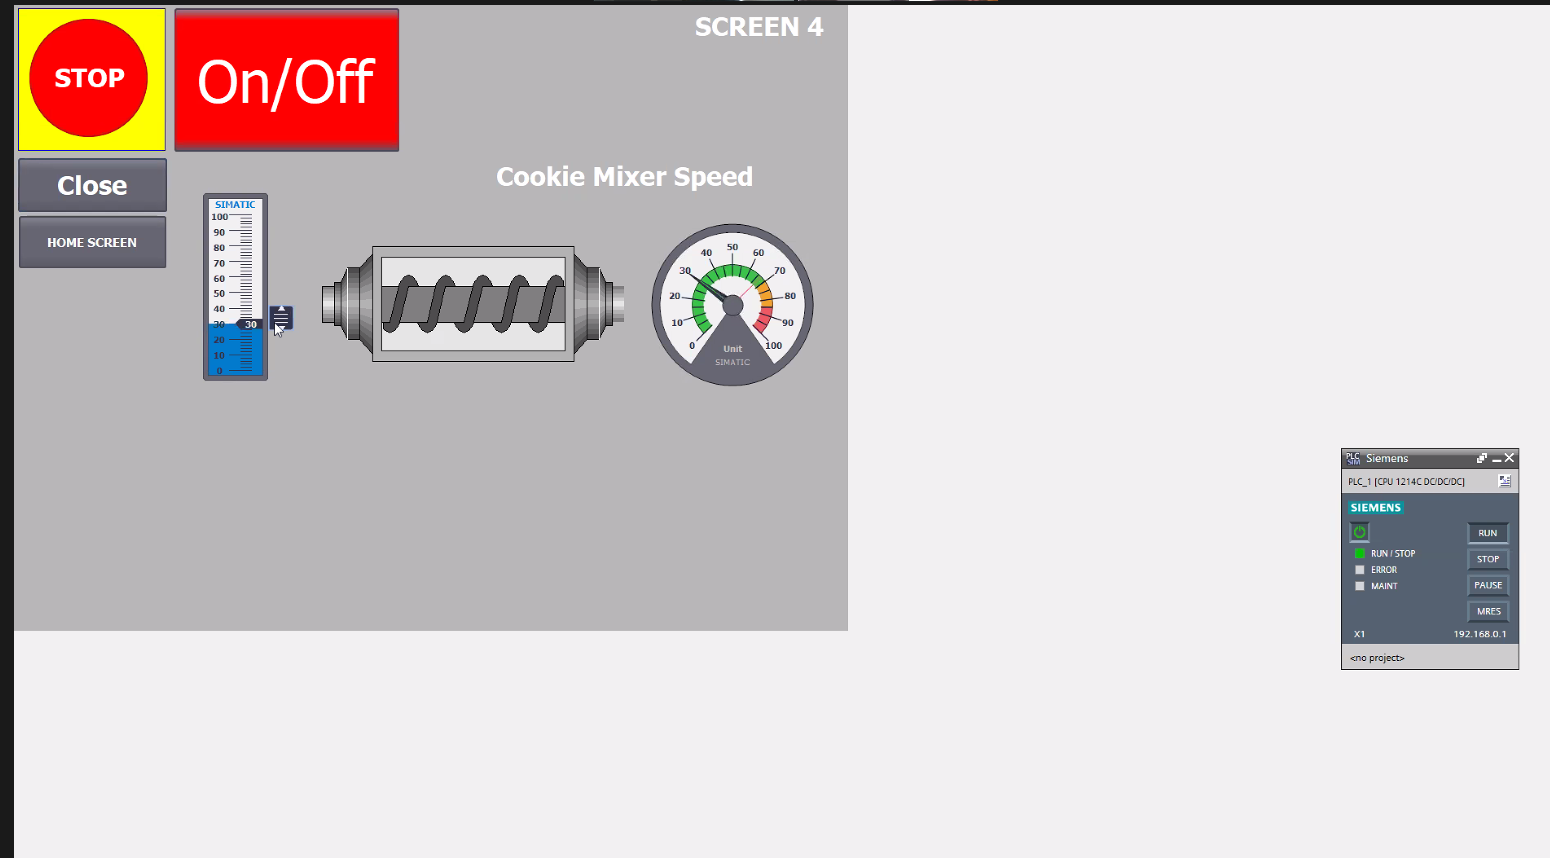 SCREEN 4
STOP
On/Off
Close
HOME SCREEN
Cookie Mixer Speed
SIMATIC
100
90
80
70
60
50
40
30
30
20
10
0
0
10
20
30
40
50
60
70
80
90
100
Unit
SIMATIC
PLC SIM Siemens
PLC_1 [CPU 1214C DC/DC/DC]
SIEMENS
RUN
RUN / STOP
STOP
ERROR
MAINT
PAUSE
MRES
X1 192.168.0.1
<no project>